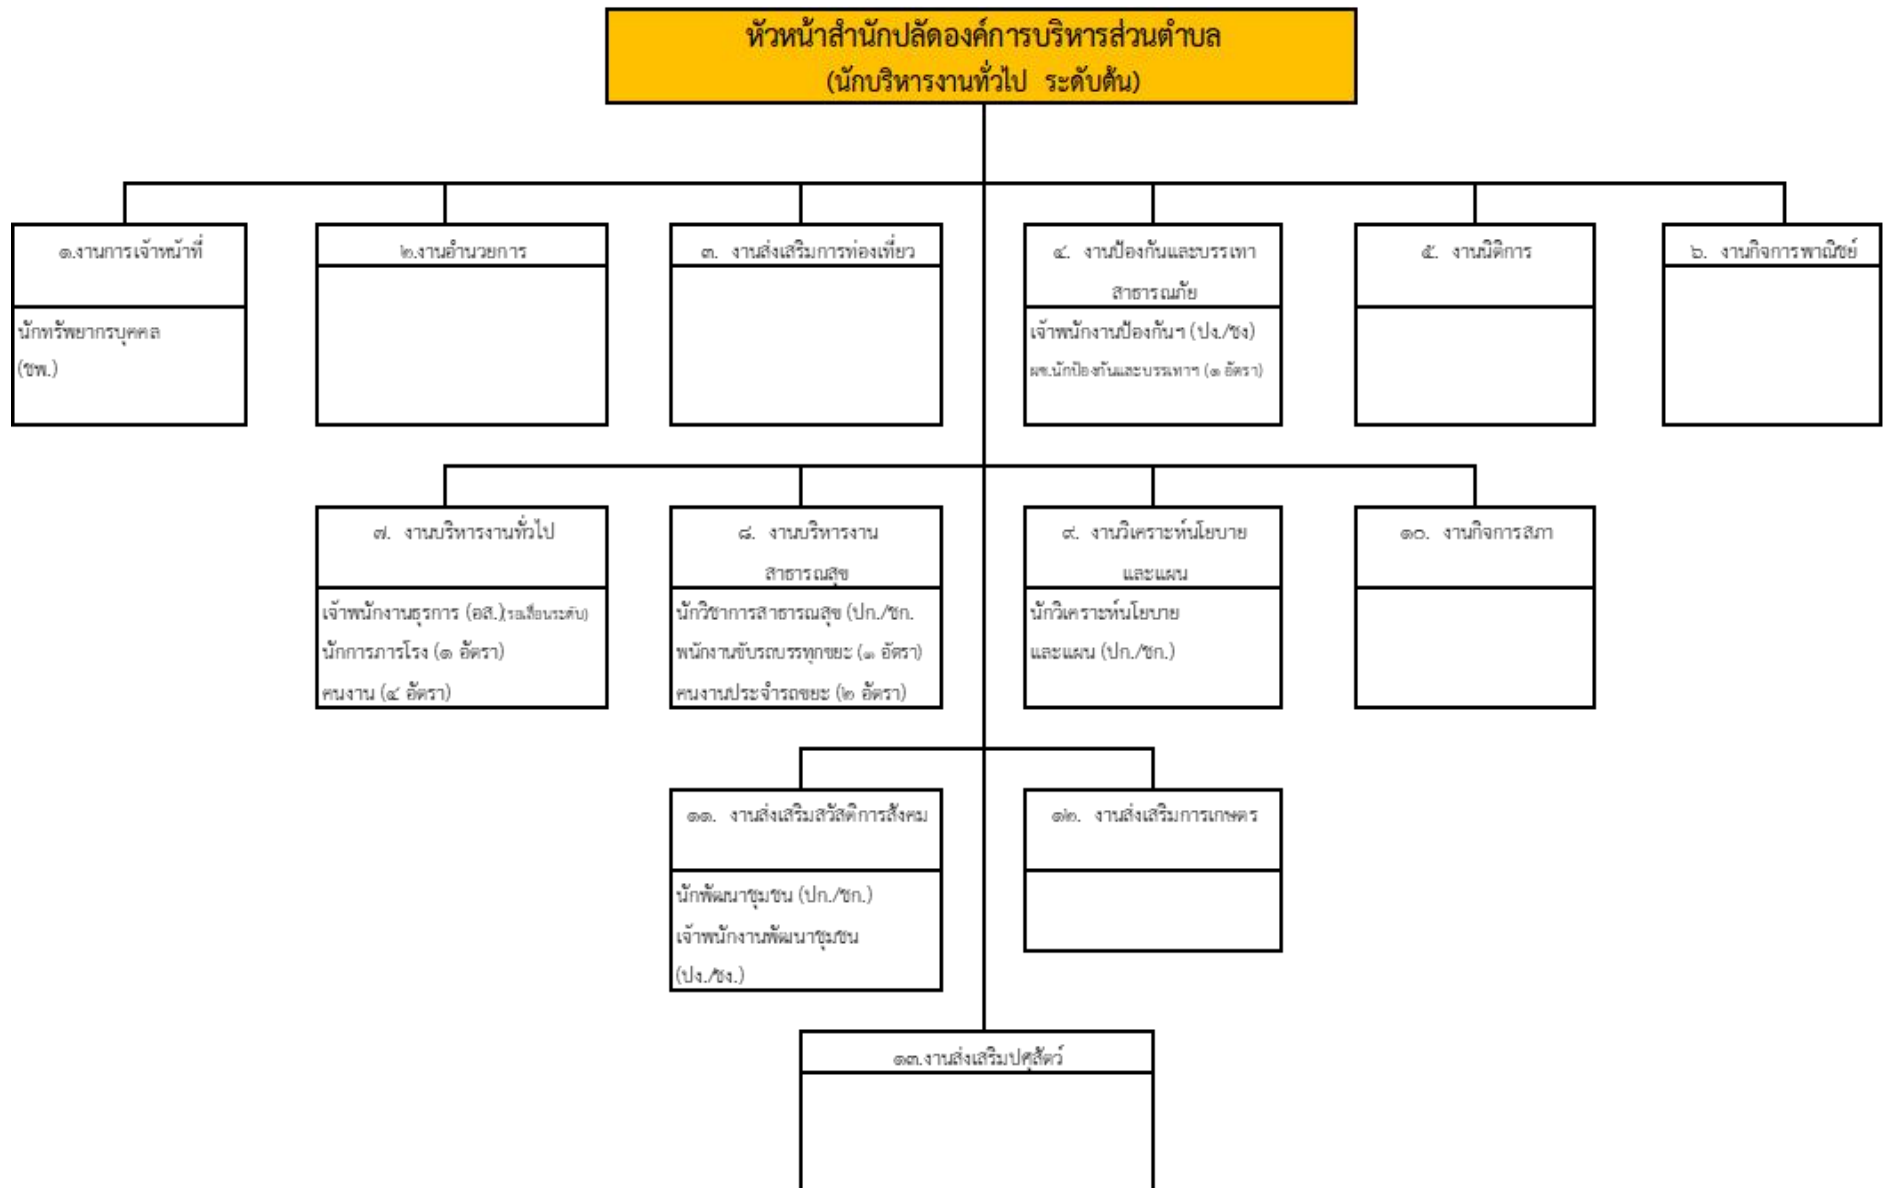 หัวหน้าสำนักปลัดองค์การบริหารส่วนตำบล
(นักบริหารงานทั่วไป ระดับต้น)
๑.งานการเจ้าหน้าที่
นักทรัพยากรบุคคล
(ชพ.)
๒.งานอำนวยการ
๓. งานส่งเสริมการท่องเที่ยว
๔. งานป้องกันและบรรเทา
สาธารณภัย
เจ้าพนักงานป้องกันฯ (ปง./ชง)
ผช.นักป้องกันและบรรเทาฯ (๑ อัตรา)
๕. งานนิติการ
๖. งานกิจการพาณิชย์
๗. งานบริหารงานทั่วไป
เจ้าพนักงานธุรการ (อส.)(รอเลื่อนระดับ)
นักการภารโรง (๑ อัตรา)
คนงาน (๔ อัตรา)
๘. งานบริหารงาน
สาธารณสุข
นักวิชาการสาธารณสุข (ปก./ชก.
พนักงานขับรถบรรทุกขยะ (๑ อัตรา)
คนงานประจำรถขยะ (๒ อัตรา)
๙. งานวิเคราะห์นโยบาย
และแผน
นักวิเคราะห์นโยบาย
และแผน (ปก./ชก.)
๑๐. งานกิจการสภา
๑๑. งานส่งเสริมสวัสดิการสังคม
นักพัฒนาชุมชน (ปก./ชก.)
เจ้าพนักงานพัฒนาชุมชน
(ปง./ชง.)
๑๒. งานส่งเสริมการเกษตร
๑๓.งานส่งเสริมปศุสัตว์